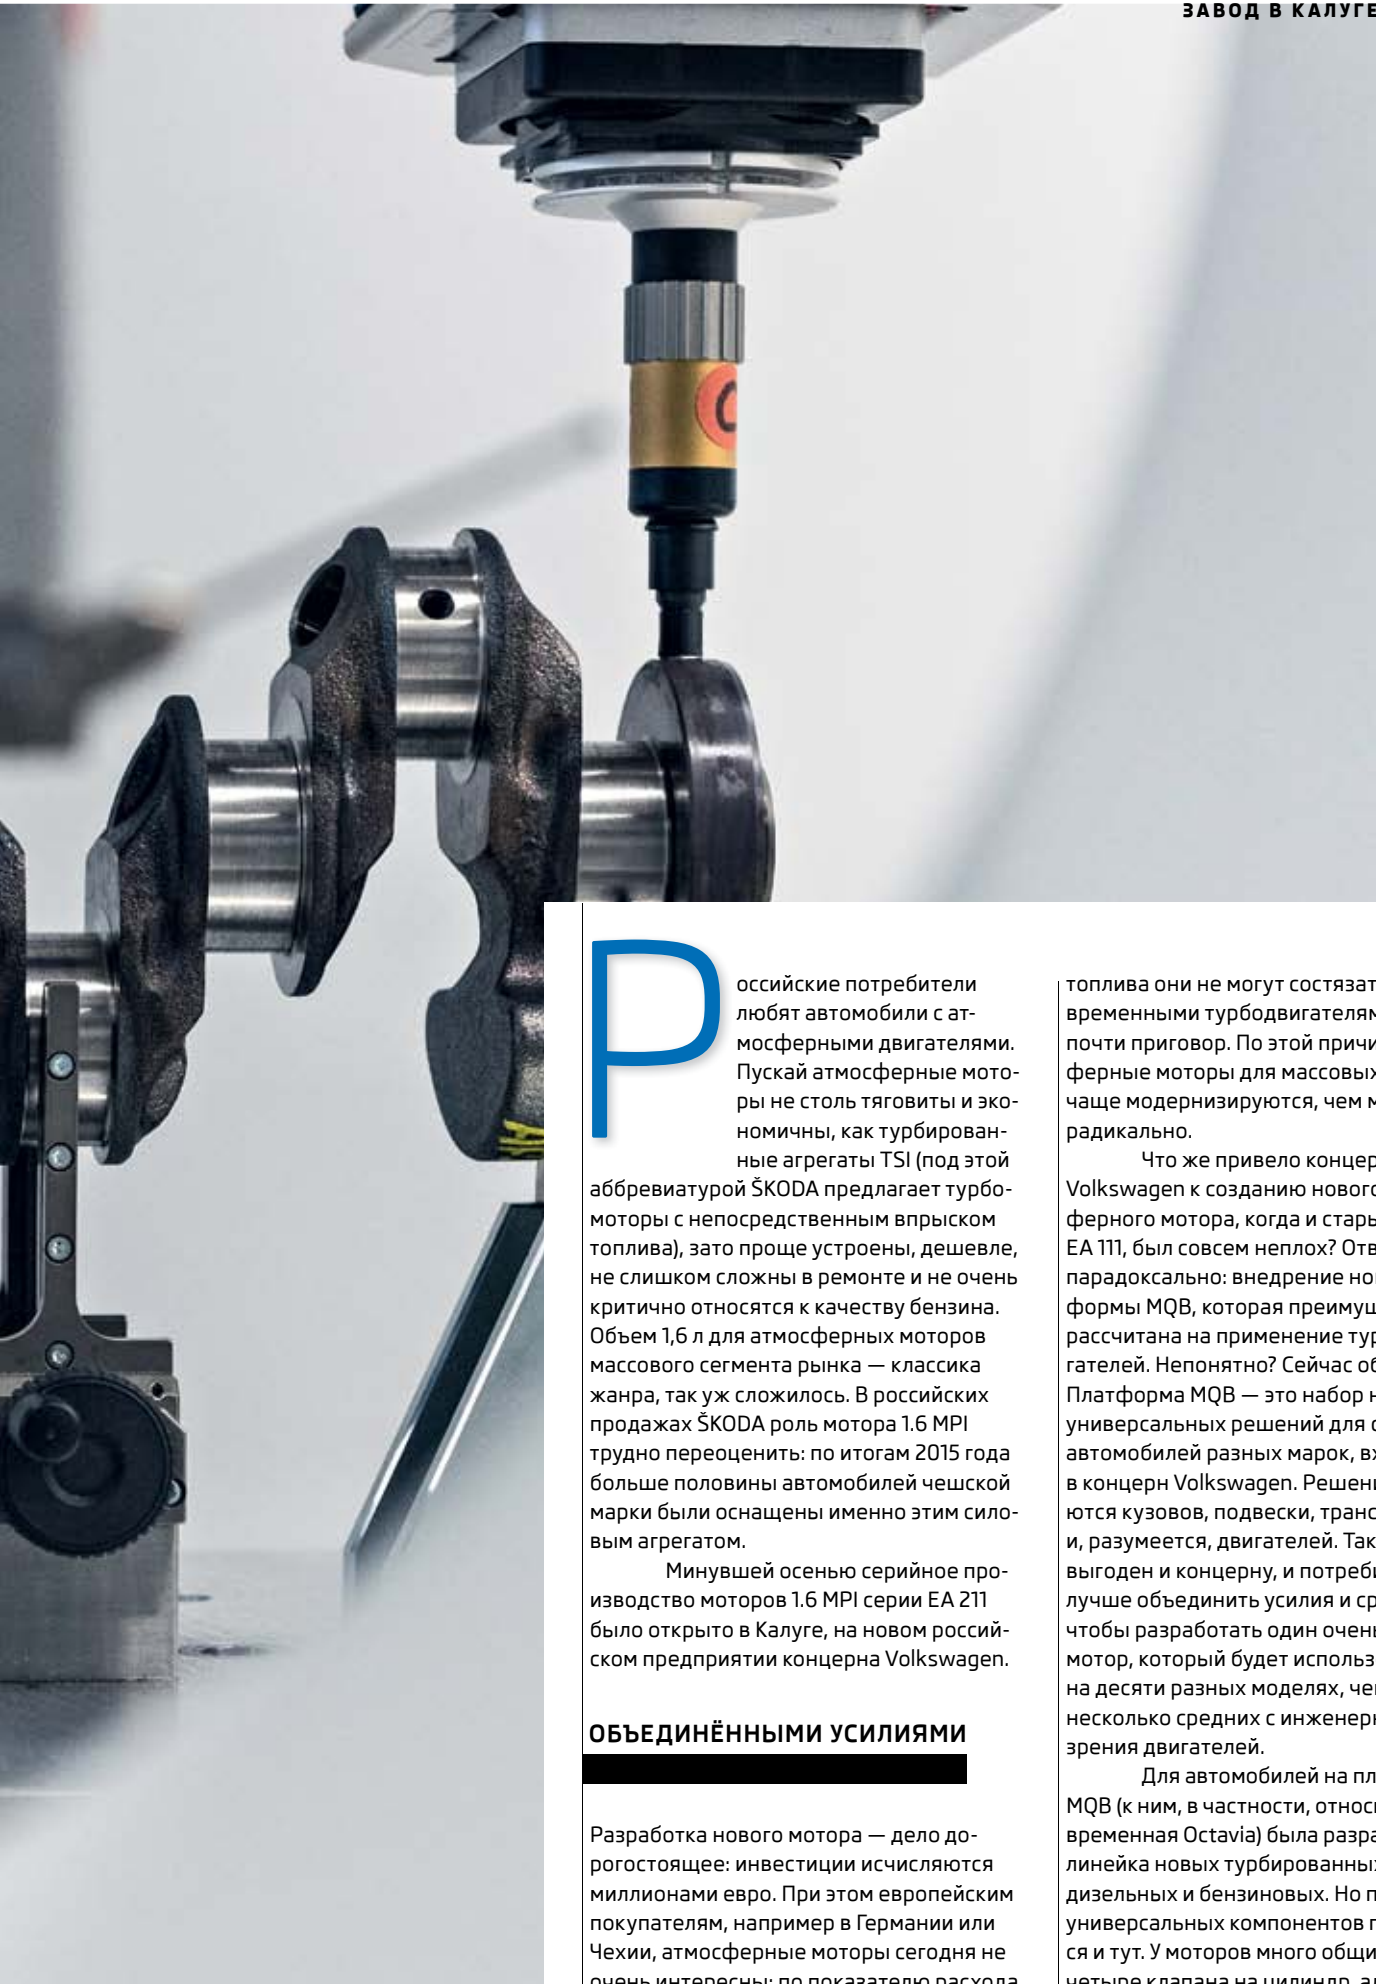 ЗАВОД В КАЛУГЕ
Российские потребители
любят автомобили с ат-
мосферными двигателями.
Пускай атмосферные мото-
ры не столь тяговиты и эко-
номичны, как турбирован-
ные агрегаты TSI (под этой
аббревиатурой ŠKODA предлагает турбо-
моторы с непосредственным впрыском
топлива), зато проще устроены, дешевле,
не слишком сложны в ремонте и не очень
критично относятся к качеству бензина.
Объем 1,6 л для атмосферных моторов
массового сегмента рынка — классика
жанра, так уж сложилось. В российских
продажах ŠKODA роль мотора 1.6 MPI
трудно переоценить: по итогам 2015 года
больше половины автомобилей чешской
марки были оснащены именно этим сило-
вым агрегатом.
Минувшей осенью серийное про-
изводство моторов 1.6 MPI серии EA 211
было открыто в Калуге, на новом россий-
ском предприятии концерна Volkswagen.
ОБЪЕДИНЁННЫМИ УСИЛИЯМИ
Разработка нового мотора — дело до-
рогостоящее: инвестиции исчисляются
миллионами евро. При этом европейским
покупателям, например в Германии или
Чехии, атмосферные моторы сегодня не
очень интересны: по показателю расхода
топлива они не могут состязат
временными турбодвигателям
почти приговор. По этой причи
ферные моторы для массовых
чаще модернизируются, чем м
радикально.
Что же привело концер
Volkswagen к созданию нового
ферного мотора, когда и стары
EA 111, был совсем неплох? Отв
парадоксально: внедрение но
формы MQB, которая преимущ
рассчитана на применение тур
гателей. Непонятно? Сейчас об
Платформа MQB — это набор н
универсальных решений для с
автомобилей разных марок, вх
в концерн Volkswagen. Решени
ются кузовов, подвески, транс
и, разумеется, двигателей. Так
выгоден и концерну, и потреби
лучше объединить усилия и ср
чтобы разработать один очень
мотор, который будет использ
на десяти разных моделях, че
несколько средних с инженерн
зрения двигателей.
Для автомобилей на пл
MQB (к ним, в частности, относ
временная Octavia) была разра
линейка новых турбированны
дизельных и бензиновых. Но п
универсальных компонентов п
ся и тут. У моторов много общи
четыре клапана на цилиндр, а